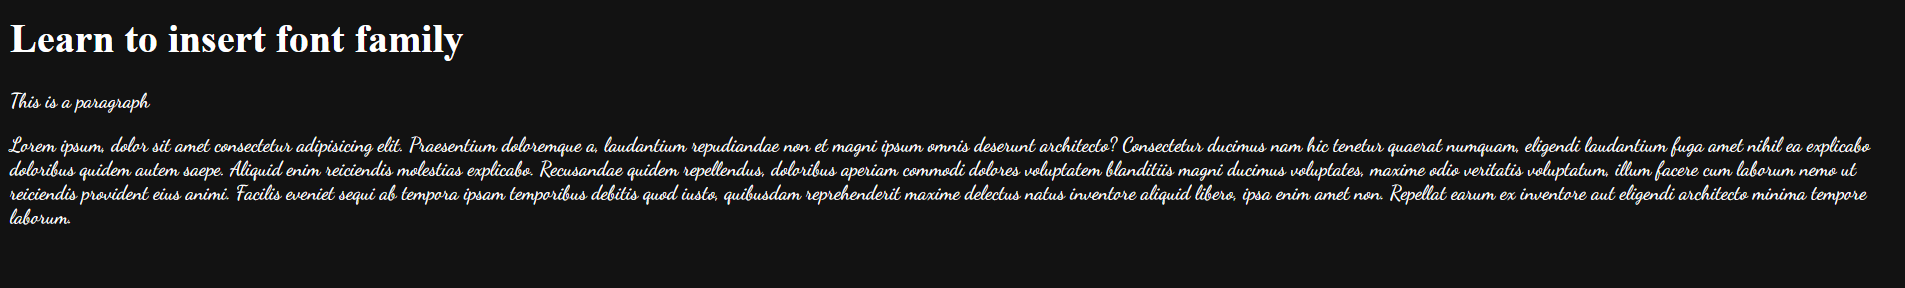 Learn to insert font family
This is a paragraph
Lorem ipsum, dolor sit amet consectetur adipisicing elit. Praesentium doloremque a, laudantium repudiandae non et magni ipsum omnis deserunt architecto? Consectetur ducimus nam hic tenetur quaerat numquam, eligendi laudantium fuga amet nihil ea explicabo
doloribus quidem autem saepe. Aliquid enim reiciendis molestias explicabo. Recusandae quidem repellendus, doloribus aperiam commodi dolores voluptatem blanditiis magni ducimus voluptates, maxime odio veritatis voluptatum, illum facere cum laborum nemo ut
reiciendis provident eius animi. Facilis eveniet sequi ab tempora ipsam temporibus debitis quod iusto, quibusdam reprehenderit maxime delectus natus inventore aliquid libero, ipsa enim amet non. Repellat earum ex inventore aut eligendi architecto minima tempore
laborum.